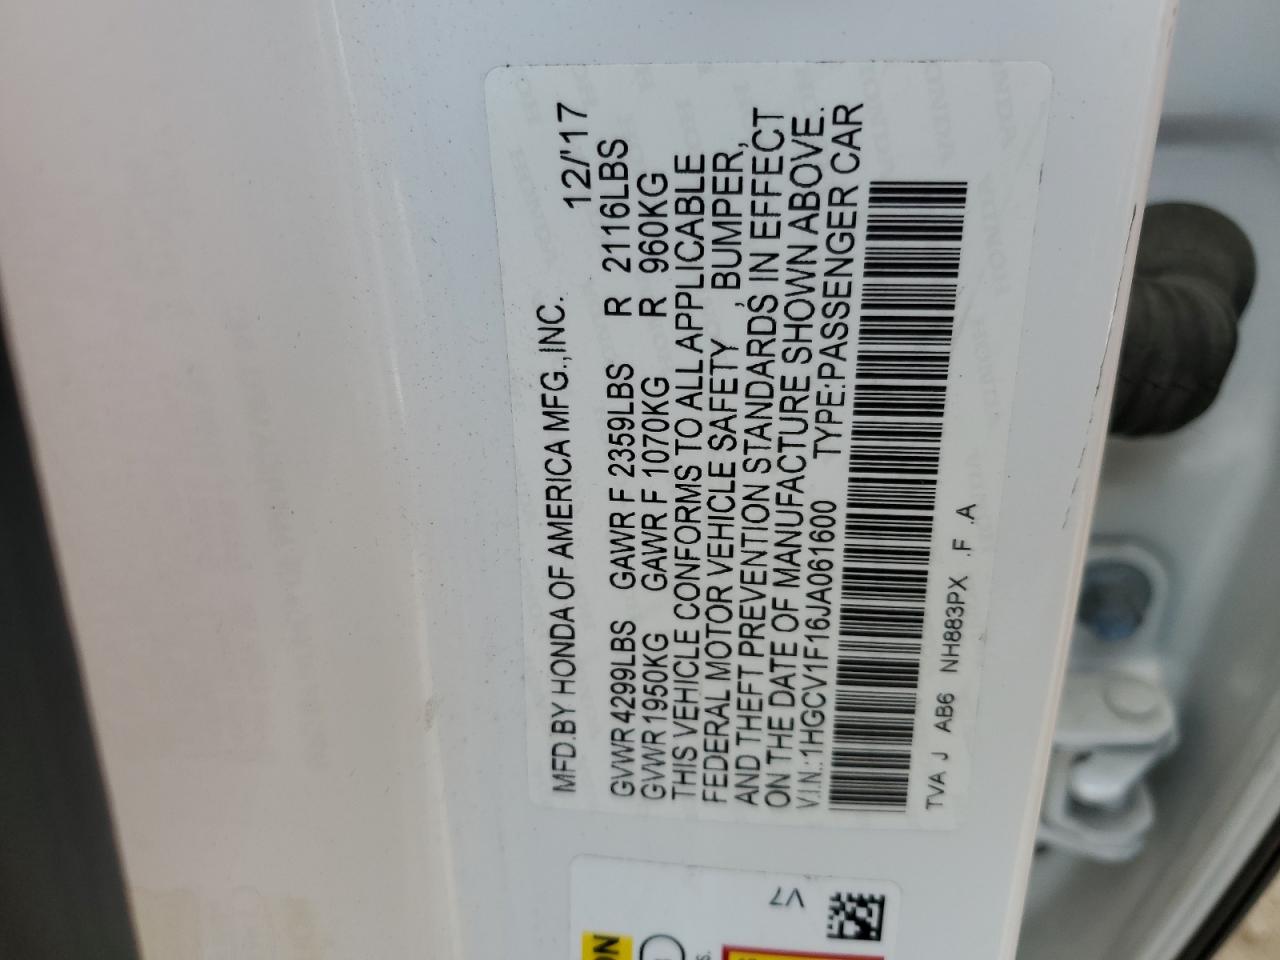 MFD.BY HONDA OF AMERICA MFG.,INC. 12/'17
GVWR 4299LBS GAWR F 2359LBS R 2116LBS
GVWR 1950KG GAWR F 1070KG R 960KG
THIS VEHICLE CONFORMS TO ALL APPLICABLE
FEDERAL MOTOR VEHICLE SAFETY , BUMPER,
AND THEFT PREVENTION STANDARDS IN EFFECT
ON THE DATE OF MANUFACTURE SHOWN ABOVE.
V.I.N.:1HGCV1F16JA061600 TYPE:PASSENGER CAR
TVA J AB6 NH883PX .F .A
V7